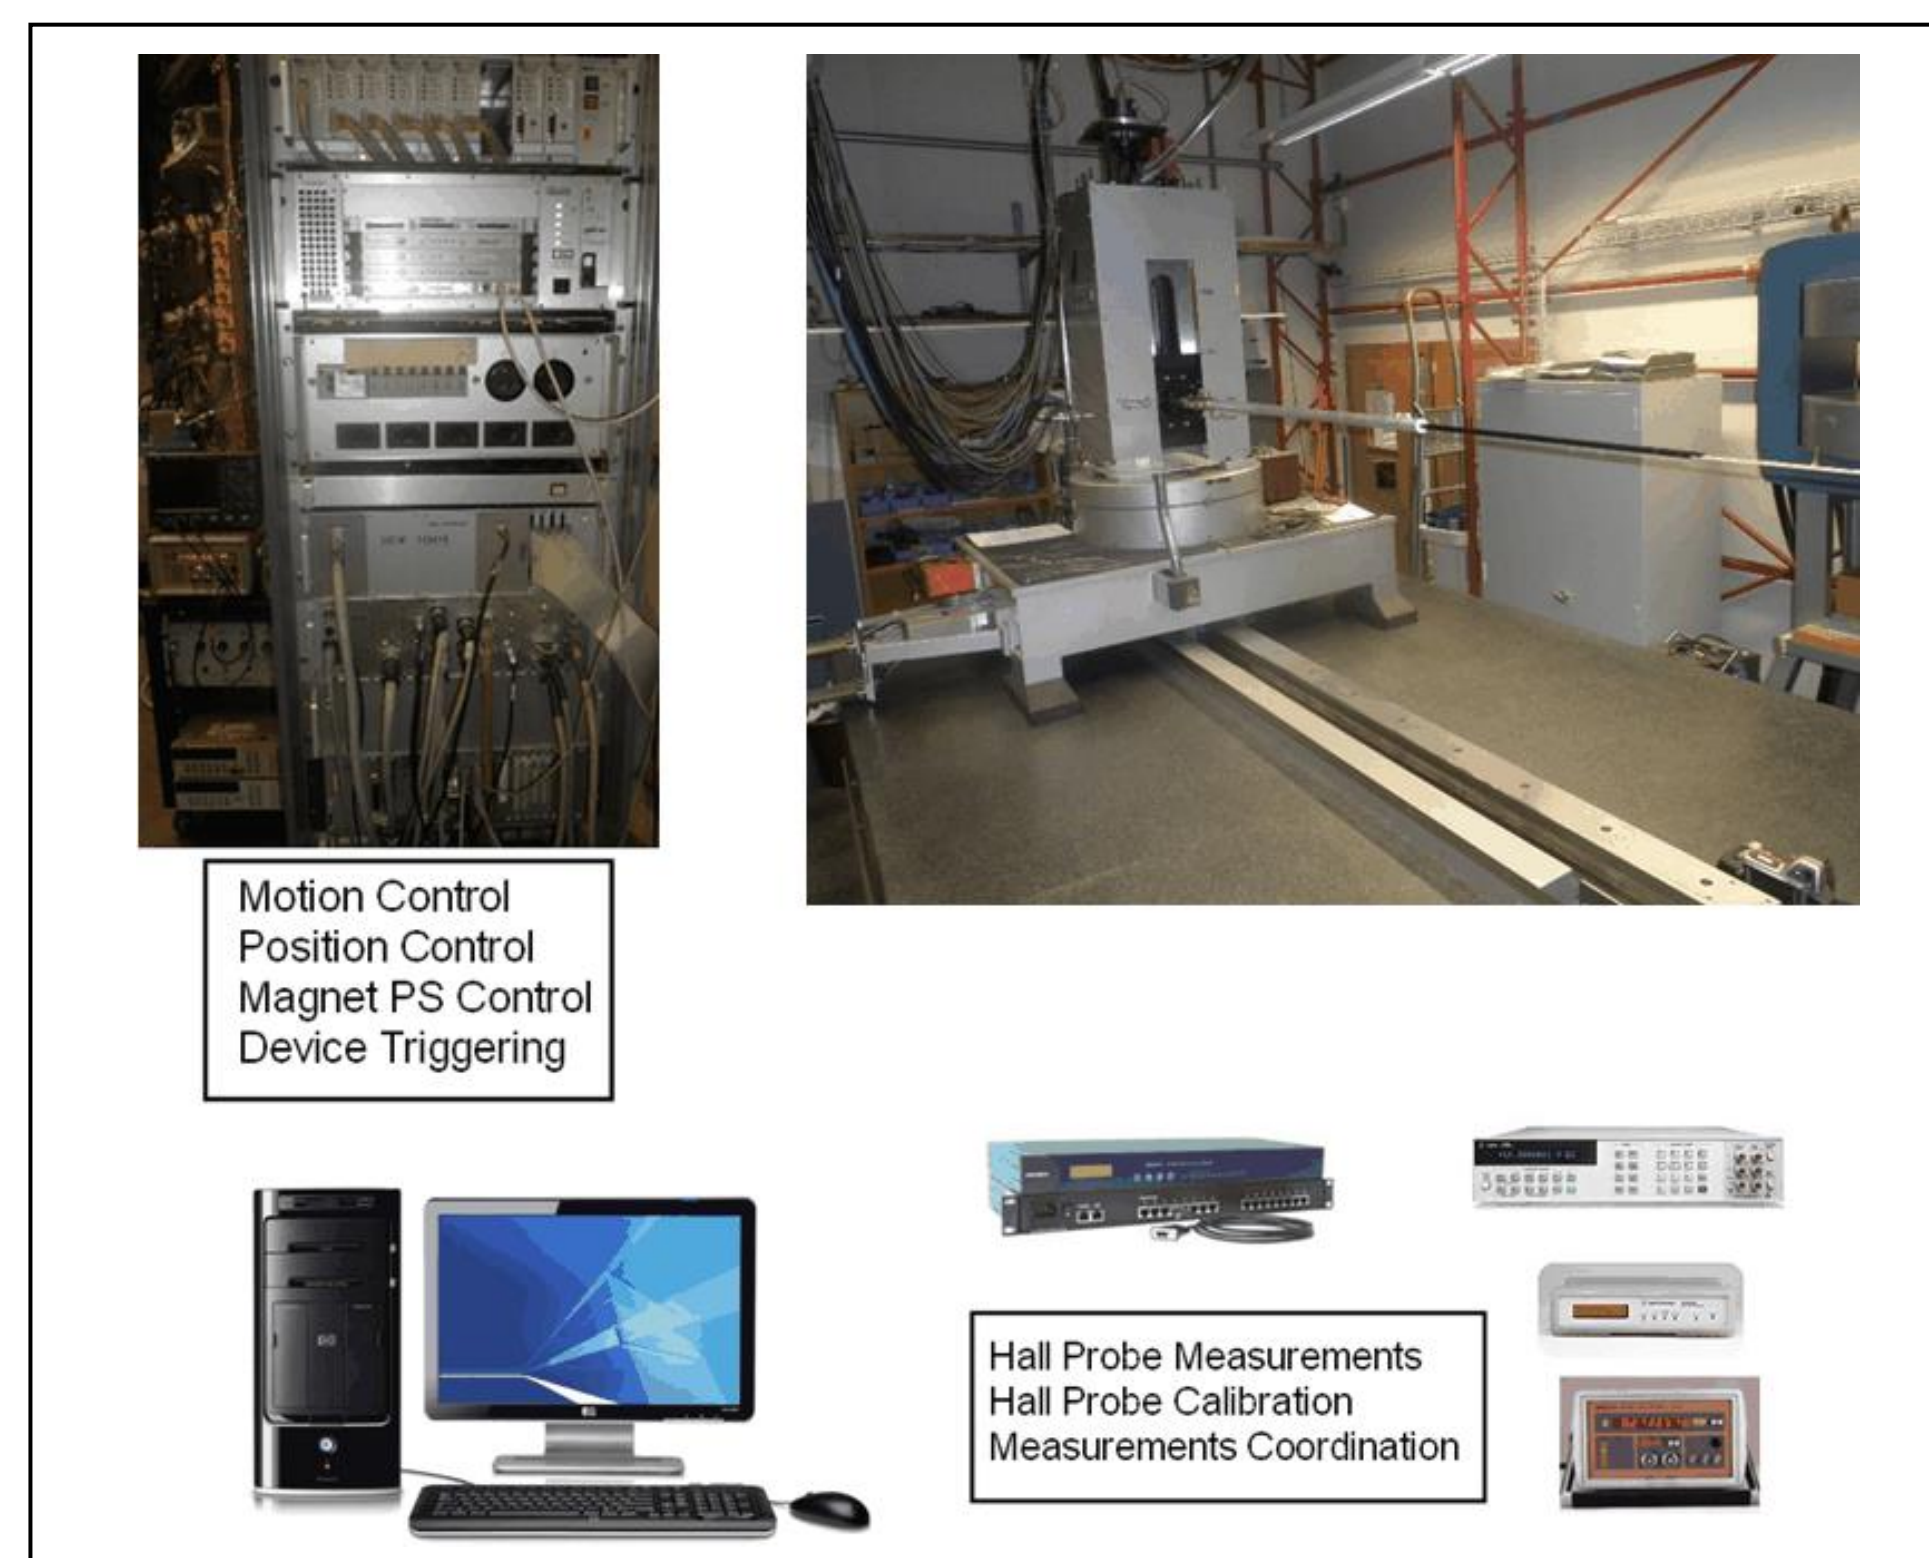 Motion Control
Position Control
Magnet PS Control
Device Triggering
Hall Probe Measurements
Hall Probe Calibration
Measurements Coordination